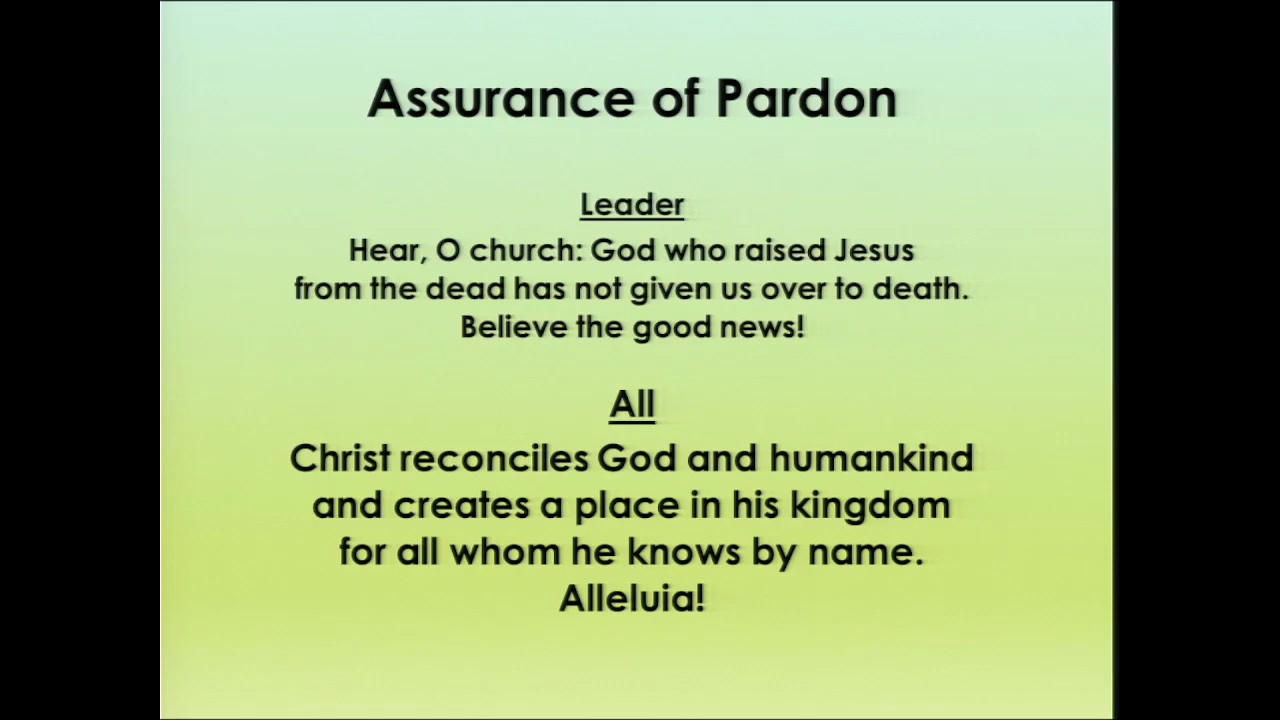 Assurance of Pardon
Leader
Hear, O church: God who raised Jesus
from the dead has not given us over to death.
Believe the good news!
All
Christ reconciles God and humankind
and creates a place in his kingdom
for all whom he knows by name.
Alleluia!